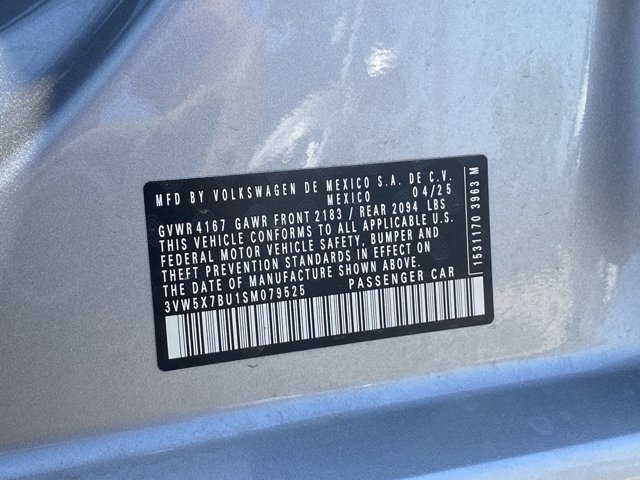 MFD BY VOLKSWAGEN DE MEXICO S.A. DE C.V.
MEXICO 04/25
GVWR 4167 GAWR FRONT 2183 / REAR 2094 LBS
THIS VEHICLE CONFORMS TO ALL APPLICABLE U.S.
FEDERAL MOTOR VEHICLE SAFETY, BUMPER AND
THEFT PREVENTION STANDARDS IN EFFECT ON
THE DATE OF MANUFACTURE SHOWN ABOVE.
3VW5X7BU1SM079525 PASSENGER CAR
1531170 3963 M